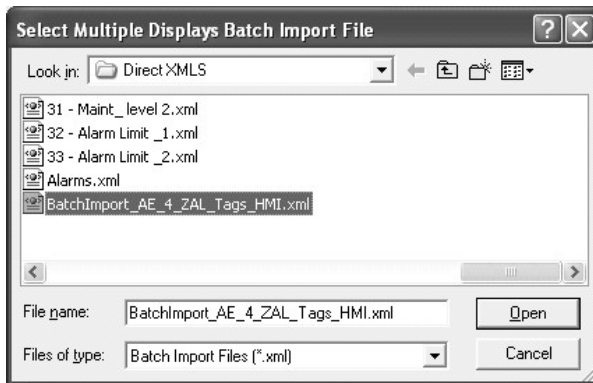 Select Multiple Displays Batch Import File
Look in: Direct XMLS
31 - Maint_ level 2.xml
32 - Alarm Limit _1.xml
33 - Alarm Limit _2.xml
Alarms.xml
BatchImport_AE_4_ZAL_Tags_HMI.xml
File name: BatchImport_AE_4_ZAL_Tags_HMI.xml Open
Files of type: Batch Import Files (*.xml) Cancel